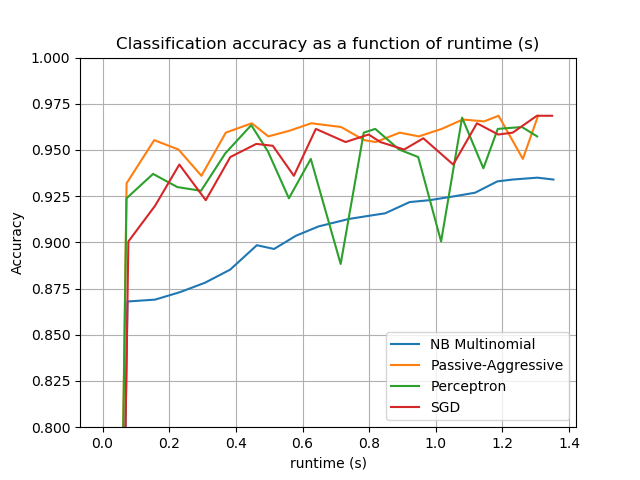 Classification accuracy as a function of runtime (s)
1.000
0.975
0.950
0.925
0.900
0.875
0.850
0.825
0.800
Accuracy
NB Multinomial
Passive-Aggressive
Perceptron
SGD
0.0 0.2 0.4 0.6 0.8 1.0 1.2 1.4
runtime (s)